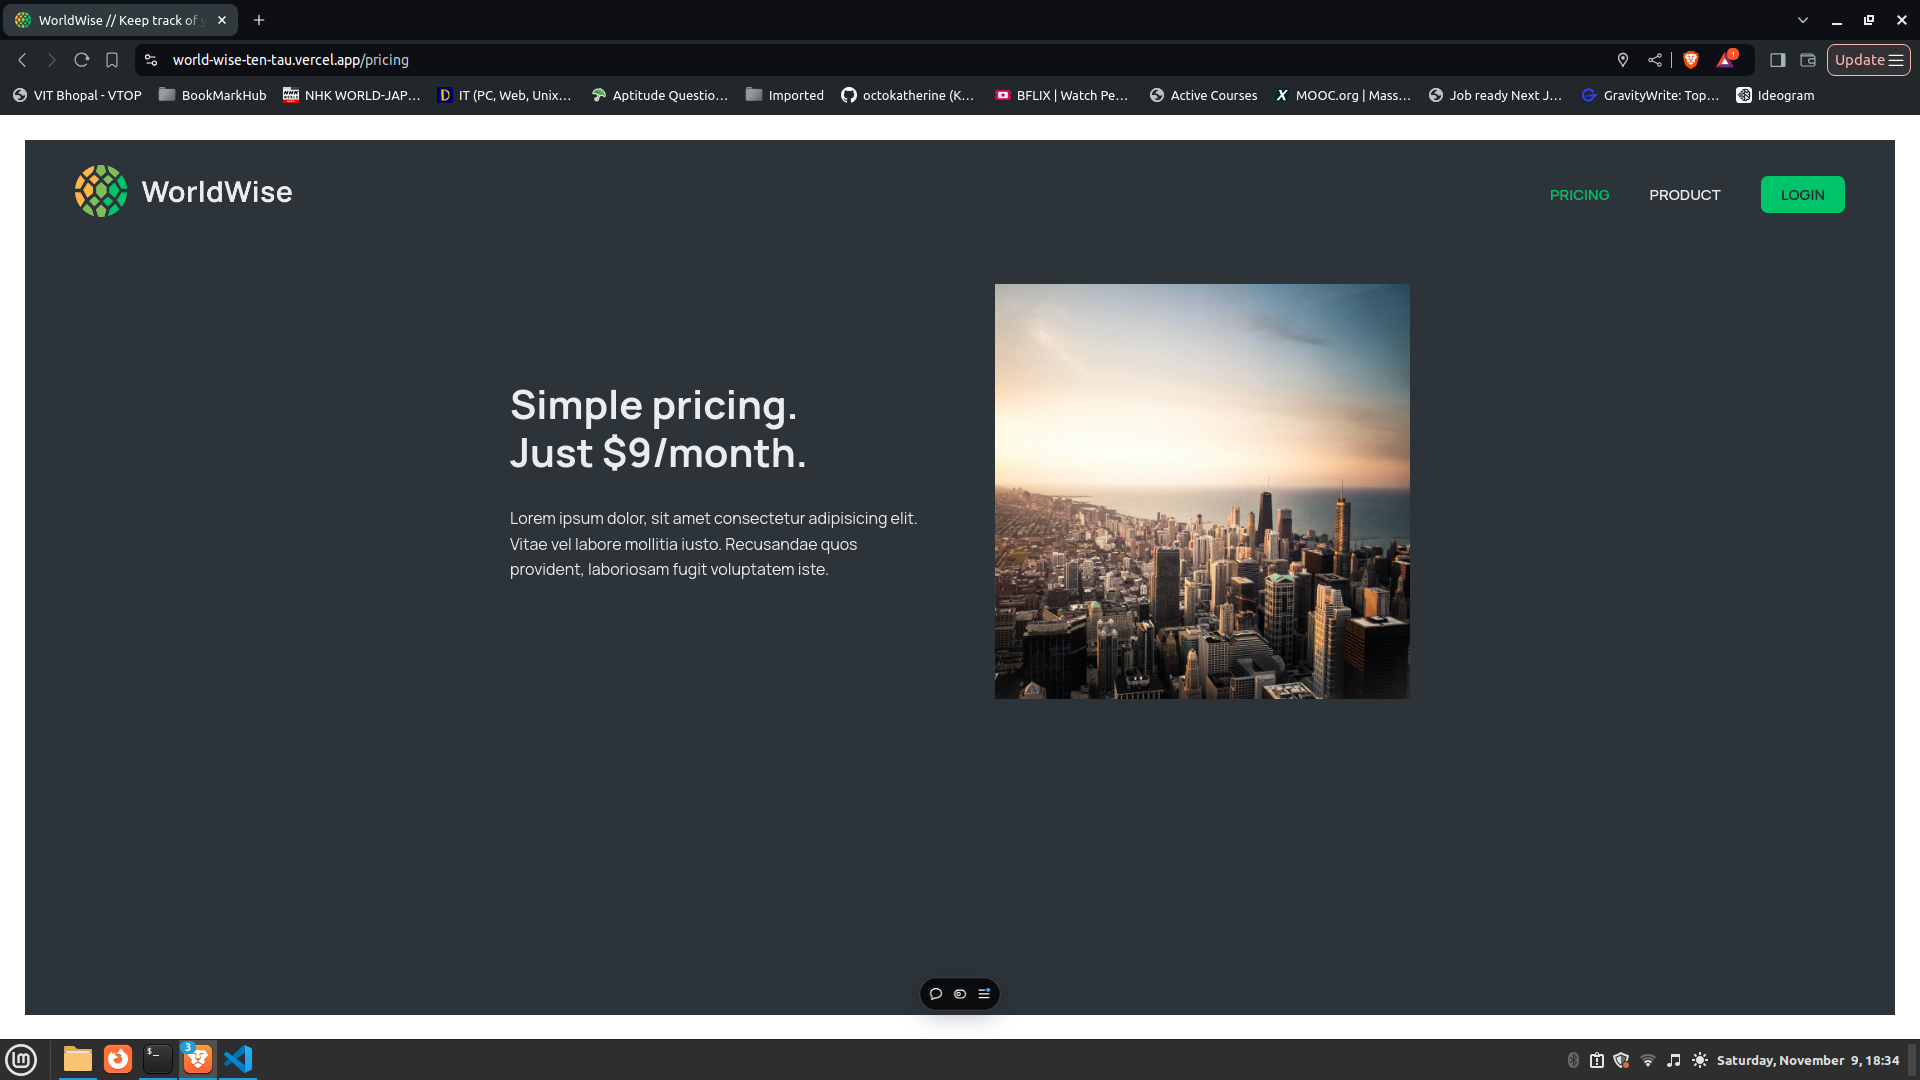 WorldWise // Keep track of
world-wise-ten-tau.vercel.app/pricing
1
Update
VIT Bhopal - VTOP
BookMarkHub
NHK WORLD-JAP...
IT (PC, Web, Unix...
Aptitude Questio...
Imported
octokatherine (K...
BFLIX | Watch Pe...
Active Courses
MOOC.org | Mass...
Job ready Next J...
GravityWrite: Top...
Ideogram
WorldWise
PRICING
PRODUCT
LOGIN
Simple pricing.
Just $9/month.
Lorem ipsum dolor, sit amet consectetur adipisicing elit.
Vitae vel labore mollitia iusto. Recusandae quos
provident, laboriosam fugit voluptatem iste.
3
Saturday, November 9, 18:34